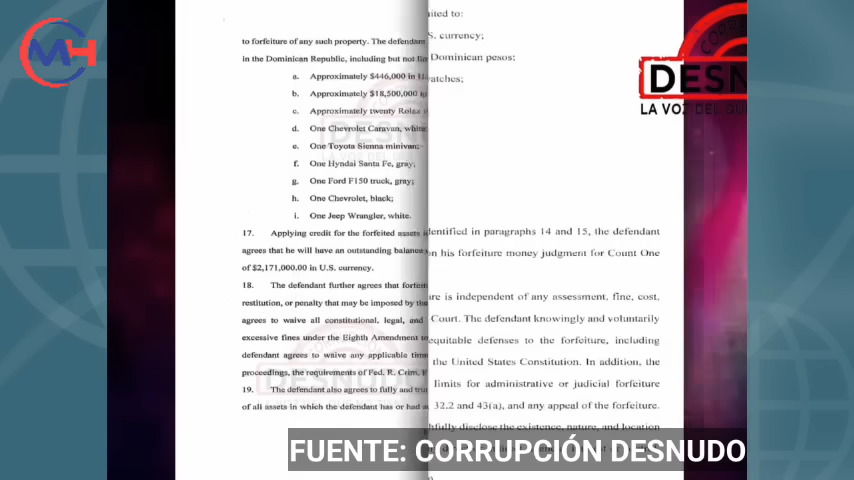 MH
to forfeiture of any such property. The defendant
in the Dominican Republic, including but not
a. Approximately $446,000 in
b. Approximately $18,500,000
c. Approximately twenty Rolex
d. One Chevrolet Caravan, white
e. One Toyota Sienna minivan;
f. One Hyndai Santa Fe, gray;
g. One Ford F150 truck, gray;
h. One Chevrolet, black;
i. One Jeep Wrangler, white.
17. Applying credit for the forfeited assets
agrees that he will have an outstanding balance
of $2,171,000.00 in U.S. currency.
18. The defendant further agrees that
restitution, or penalty that may be imposed by the
agrees to waive all constitutional, legal, and
excessive fines under the Eighth Amendment
defendant agrees to waive any applicable
proceedings, the requirements of Fed. R. Crim.
19. The defendant also agrees to fully and
of all assets in which the defendant has or had
to:
S. currency;
Dominican pesos;
watches;
identified in paragraphs 14 and 15, the defendant
on his forfeiture money judgment for Count One
is independent of any assessment, fine, cost,
Court. The defendant knowingly and voluntarily
equitable defenses to the forfeiture, including
the United States Constitution. In addition, the
limits for administrative or judicial forfeiture
32.2 and 43(a), and any appeal of the forfeiture.
disclose the existence, nature, and location
DESNU
LA VOZ DEL
FUENTE: CORRUPCIÓN DESNUDO